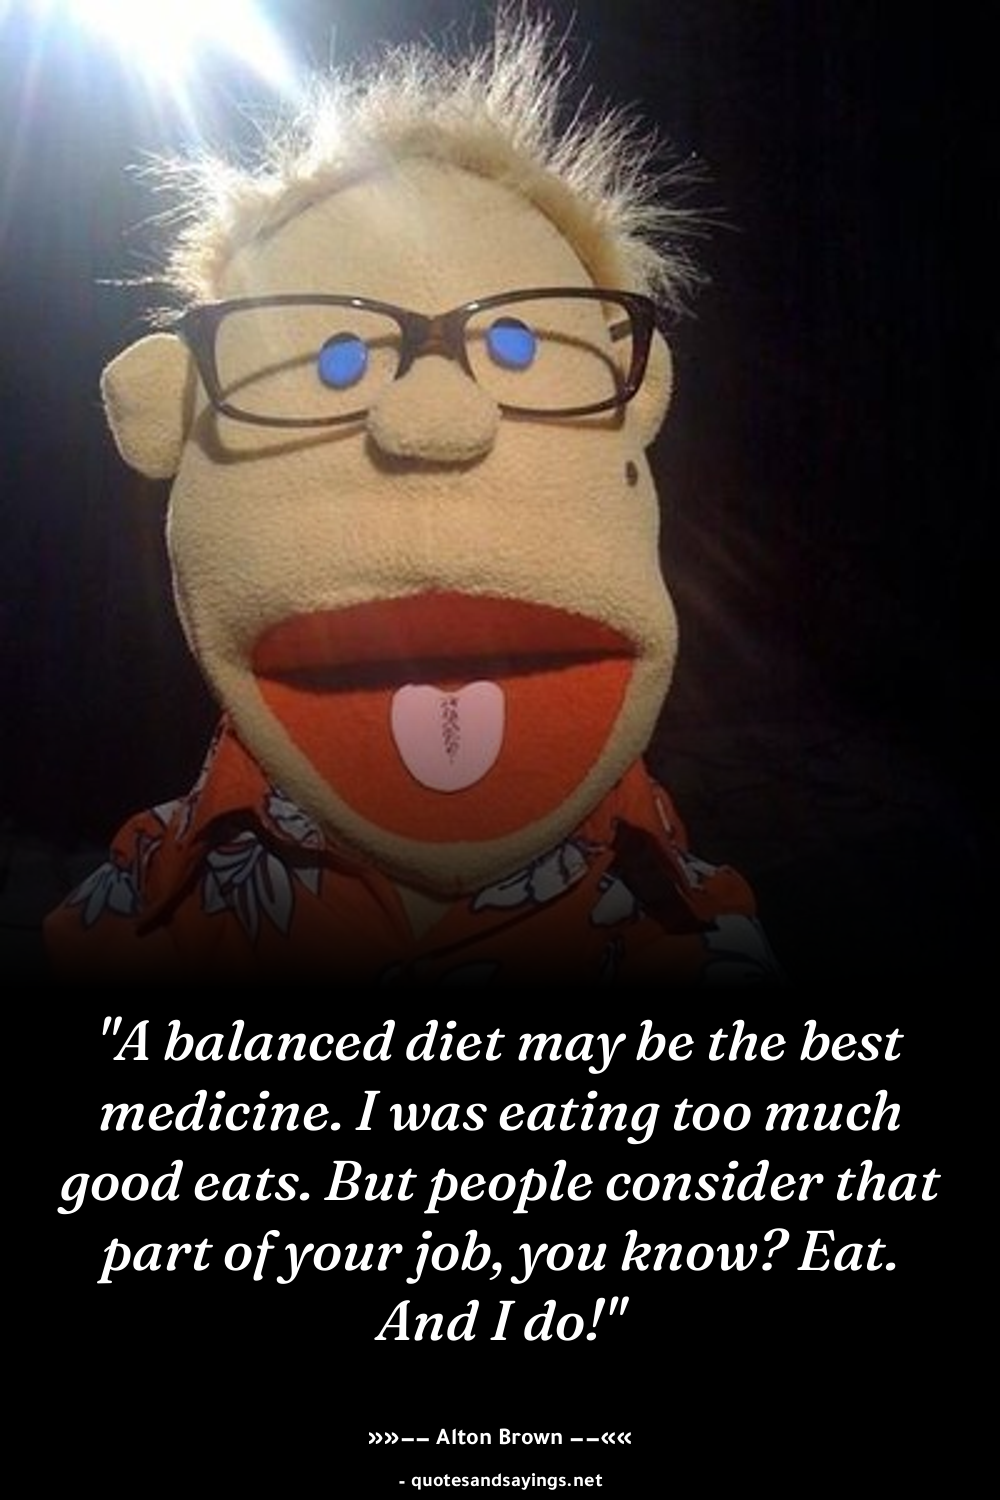 "A balanced diet may be the best
medicine. I was eating too much
good eats. But people consider that
part of your job, you know? Eat.
And I do!"
»»−− Alton Brown −−««
- quotesandsayings.net